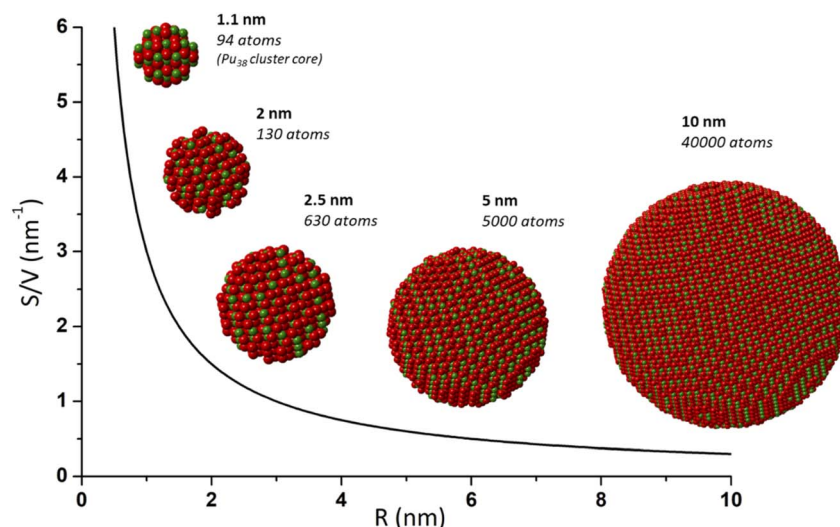 1.1 nm
94 atoms
(Pu₃₈ cluster core)
2 nm
130 atoms
2.5 nm
630 atoms
5 nm
5000 atoms
10 nm
40000 atoms
S/V (nm⁻¹)
6
5
4
3
2
1
0
0
2
4
6
8
10
R (nm)